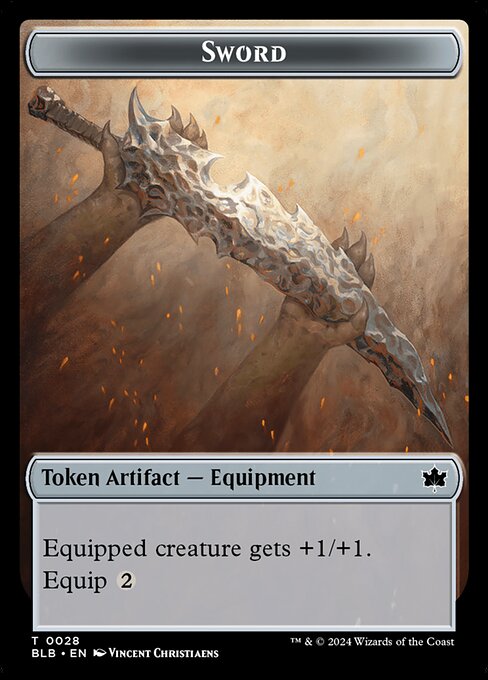 Sword
Token Artifact — Equipment
Equipped creature gets +1/+1.
Equip 2
T 0028
BLB • EN Vincent Christiaens
™ & © 2024 Wizards of the Coast